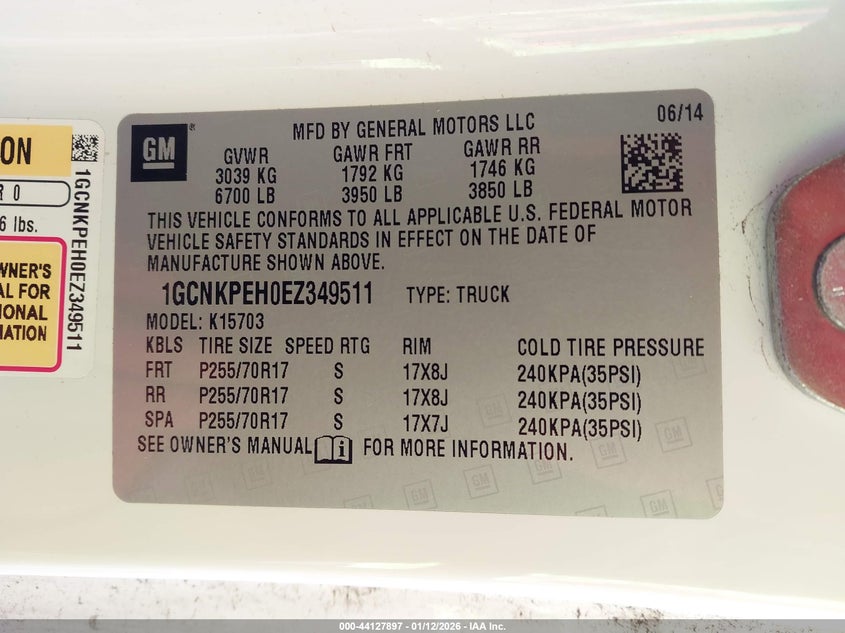 ON
R 0
6 lbs.
WNER'S
AL FOR
IONAL
MATION
1GCNKPEH0EZ349511
GM
®
MFD BY GENERAL MOTORS LLC
06/14
GVWR GAWR FRT GAWR RR
3039 KG 1792 KG 1746 KG
6700 LB 3950 LB 3850 LB
THIS VEHICLE CONFORMS TO ALL APPLICABLE U.S. FEDERAL MOTOR
VEHICLE SAFETY STANDARDS IN EFFECT ON THE DATE OF
MANUFACTURE SHOWN ABOVE.
1GCNKPEH0EZ349511 TYPE: TRUCK
MODEL: K15703
KBLS TIRE SIZE SPEED RTG RIM COLD TIRE PRESSURE
FRT P255/70R17 S 17X8J 240KPA(35PSI)
RR P255/70R17 S 17X8J 240KPA(35PSI)
SPA P255/70R17 S 17X7J 240KPA(35PSI)
SEE OWNER'S MANUAL i FOR MORE INFORMATION.
000-44127897 - 01/12/2026 - IAA Inc.